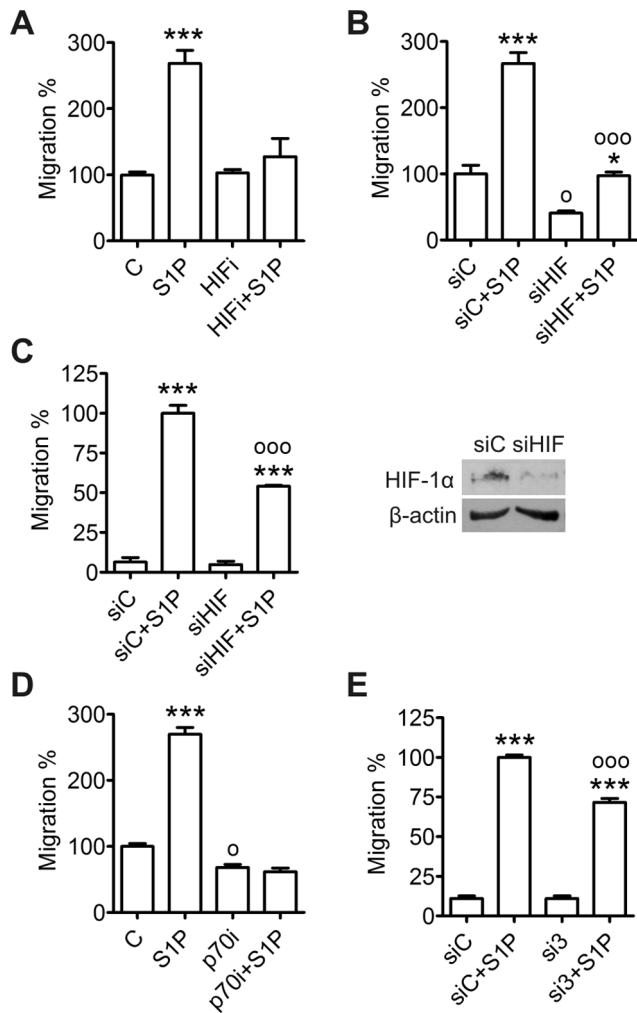 A
Migration %
300
200
100
0
***
C
S1P
HIFi
HIFi+S1P
B
Migration %
300
200
100
0
***
o
ooo
*
siC
siC+S1P
siHIF
siHIF+S1P
C
Migration %
125
100
75
50
25
0
***
ooo
***
siC
siC+S1P
siHIF
siHIF+S1P
siC siHIF
HIF-1α
β-actin
D
Migration %
300
200
100
0
***
o
C
S1P
p70i
p70i+S1P
E
Migration %
125
100
75
50
25
0
***
ooo
***
siC
siC+S1P
si3
si3+S1P